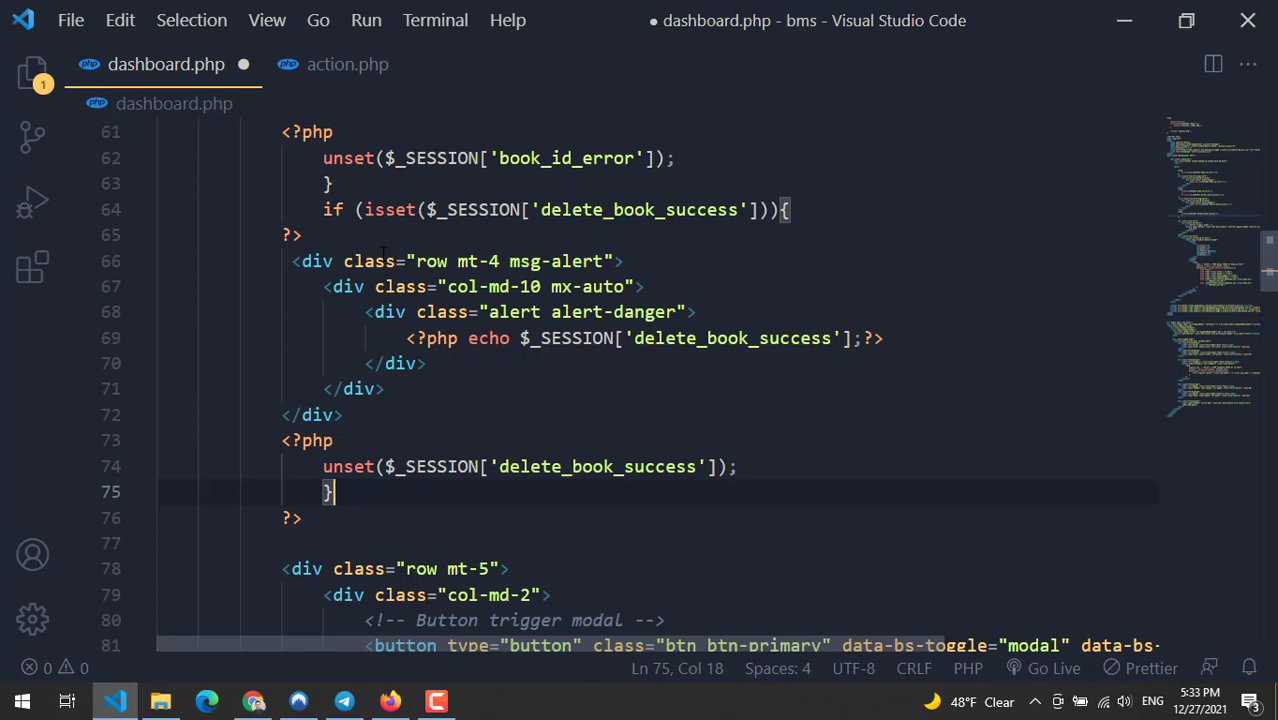 File Edit Selection View Go Run Terminal Help ● dashboard.php - bms - Visual Studio Code
dashboard.php ● action.php
1
dashboard.php
61 <?php
62 unset($_SESSION['book_id_error']);
63 }
64 if (isset($_SESSION['delete_book_success'])){
65 ?>
66 <div class="row mt-4 msg-alert">
67 <div class="col-md-10 mx-auto">
68 <div class="alert alert-danger">
69 <?php echo $_SESSION['delete_book_success'];?>
70 </div>
71 </div>
72 </div>
73 <?php
74 unset($_SESSION['delete_book_success']);
75 }
76 ?>
77
78 <div class="row mt-5">
79 <div class="col-md-2">
80 <!-- Button trigger modal -->
81 <button type="button" class="btn btn-primary" data-bs-toggle="modal" data-bs-
0 0 Ln 75, Col 18 Spaces: 4 UTF-8 CRLF PHP Go Live Prettier
48°F Clear ENG 5:33 PM
12/27/2021
3